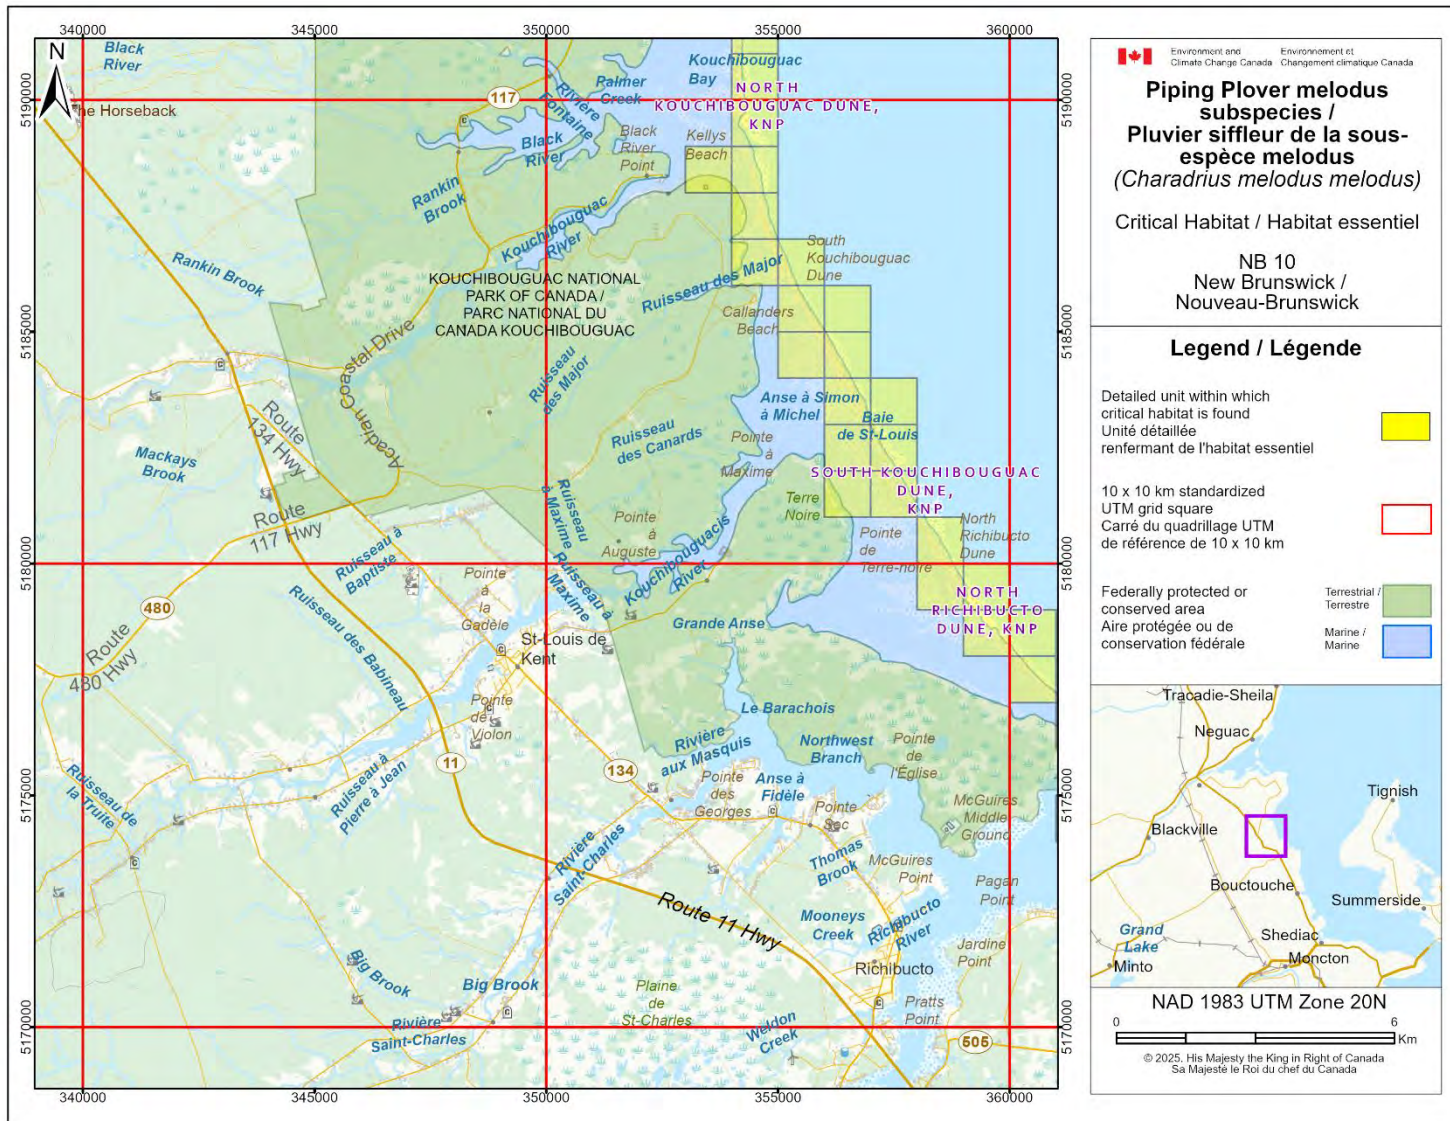 340000
345000
350000
355000
360000
N
Black
River
The Horseback
5190000
5185000
5180000
5175000
5170000
117
Rivière
Fontaine
Palmer
Creek
Kouchibouguac
Bay
NORTH
KOUCHIBOUGUAC DUNE,
KNP
Black
River
Point
Kellys
Beach
Black
River
Rankin
Brook
Kouchibouguac
River
Rankin Brook
KOUCHIBOUGUAC NATIONAL
PARK OF CANADA /
PARC NATIONAL DU
CANADA KOUCHIBOUGUAC
Ruisseau des Major
South
Kouchibouguac
Dune
Callanders
Beach
Acadian Coastal Drive
Ruisseau
des Major
Anse à Simon
à Michel
Baie
de St-Louis
Route
134 Hwy
Mackays
Brook
Ruisseau
des Canards
Pointe
à
Maxime
SOUTH KOUCHIBOUGUAC
DUNE,
KNP
Terre
Noire
Route
117 Hwy
Ruisseau
à Maxime
Pointe
à
Auguste
Kouchibouguacis
River
Pointe
de
Terre-noire
North
Richibucto
Dune
Ruisseau à
Baptiste
Ruisseau à
Maxime
NORTH
RICHIBUCTO
DUNE, KNP
480
Route
480 Hwy
Ruisseau des Babineau
Pointe
à la
Gadèle
St-Louis de
Kent
Grande Anse
Pointe
de
Violon
Le Barachois
Rivière
aux Masquis
Northwest
Branch
Pointe
de
l'Église
11
134
Ruisseau à
Pierre à Jean
Ruisseau de
la Truite
Pointe
des
Georges
Anse à
Fidèle
Pointe
Sec
McGuires
Middle
Ground
Rivière
Saint-Charles
Thomas
Brook
McGuires
Point
Pagan
Point
Route 11 Hwy
Mooneys
Creek
Richibucto
River
Jardine
Point
Richibucto
Big Brook
Big Brook
Plaine
de
St-Charles
Pratts
Point
Rivière
Saint-Charles
Weldon
Creek
505
340000
345000
350000
355000
360000
5190000
5185000
5180000
5175000
5170000
Environment and
Climate Change Canada
Environnement et
Changement climatique Canada
Piping Plover melodus
subspecies /
Pluvier siffleur de la sous-
espèce melodus
(Charadrius melodus melodus)
Critical Habitat / Habitat essentiel
NB 10
New Brunswick /
Nouveau-Brunswick
Legend / Légende
Detailed unit within which
critical habitat is found
Unité détaillée
renfermant de l'habitat essentiel
10 x 10 km standardized
UTM grid square
Carré du quadrillage UTM
de référence de 10 x 10 km
Federally protected or
conserved area
Aire protégée ou de
conservation fédérale
Terrestrial /
Terrestre
Marine /
Marine
Tracadie-Sheila
Neguac
Tignish
Blackville
Bouctouche
Summerside
Grand
Lake
Shediac
Minto
Moncton
NAD 1983 UTM Zone 20N
0
6
Km
© 2025. His Majesty the King in Right of Canada
Sa Majesté le Roi du chef du Canada